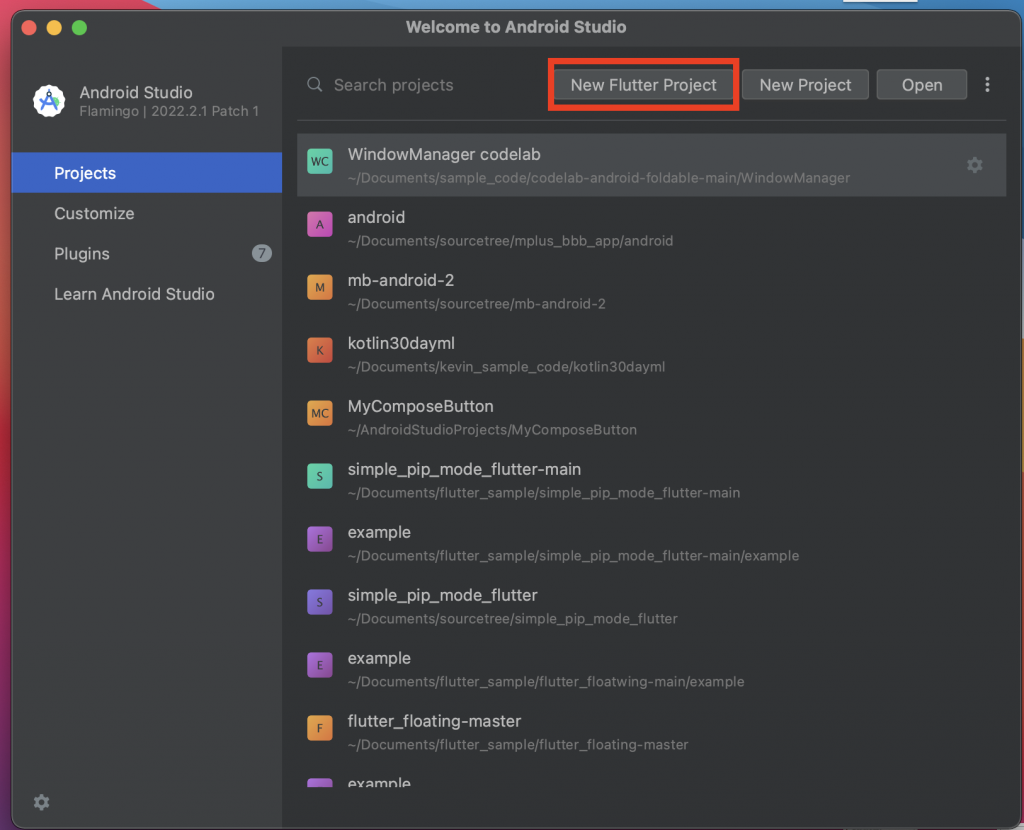 Welcome to Android Studio
Android Studio
Flamingo | 2022.2.1 Patch 1
Projects
Customize
Plugins
7
Learn Android Studio
Search projects
New Flutter Project
New Project
Open
WC
WindowManager codelab
~/Documents/sample_code/codelab-android-foldable-main/WindowManager
A
android
~/Documents/sourcetree/mplus_bbb_app/android
M
mb-android-2
~/Documents/sourcetree/mb-android-2
K
kotlin30dayml
~/Documents/kevin_sample_code/kotlin30dayml
MC
MyComposeButton
~/AndroidStudioProjects/MyComposeButton
S
simple_pip_mode_flutter-main
~/Documents/flutter_sample/simple_pip_mode_flutter-main
E
example
~/Documents/flutter_sample/simple_pip_mode_flutter-main/example
S
simple_pip_mode_flutter
~/Documents/sourcetree/simple_pip_mode_flutter
E
example
~/Documents/flutter_sample/flutter_floatwing-main/example
F
flutter_floating-master
~/Documents/flutter_sample/flutter_floating-master
example